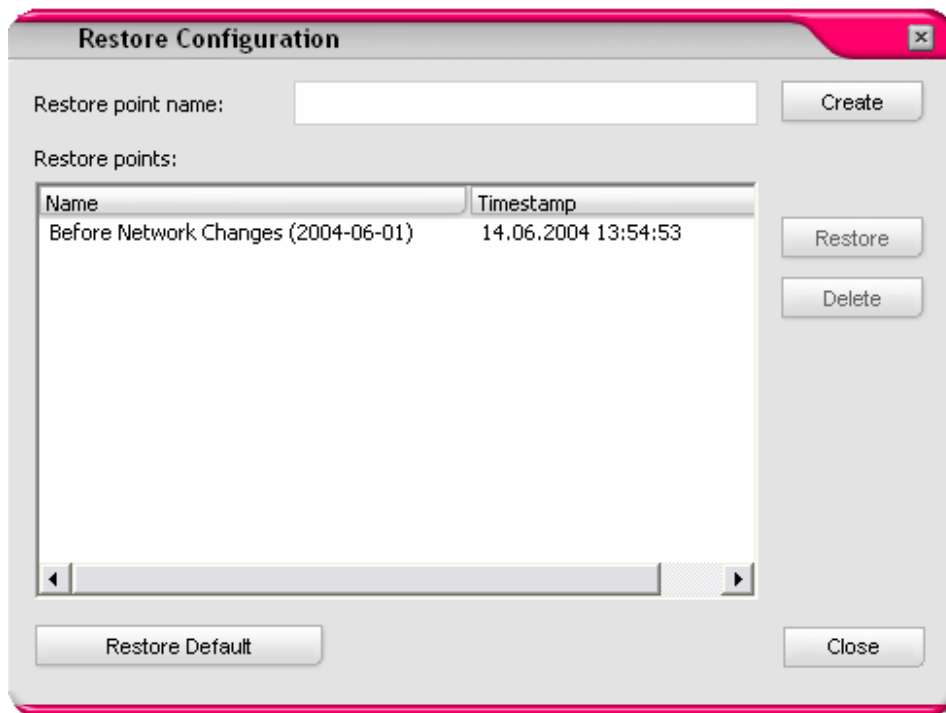 Restore Configuration
Restore point name:
Create
Restore points:
Name Timestamp
Before Network Changes (2004-06-01) 14.06.2004 13:54:53
Restore
Delete
Restore Default
Close